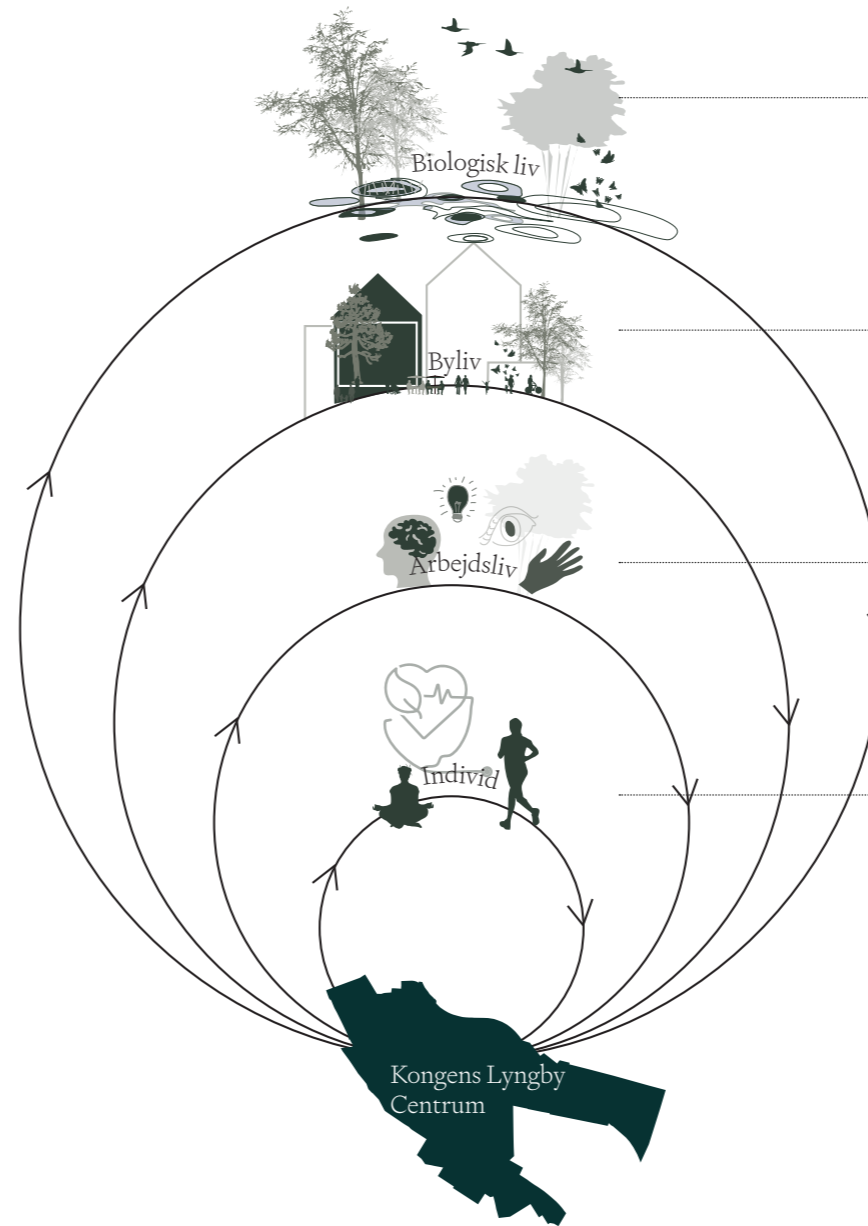 Biologisk liv
Byliv
Arbejdsliv
Individ
Kongens Lyngby
Centrum